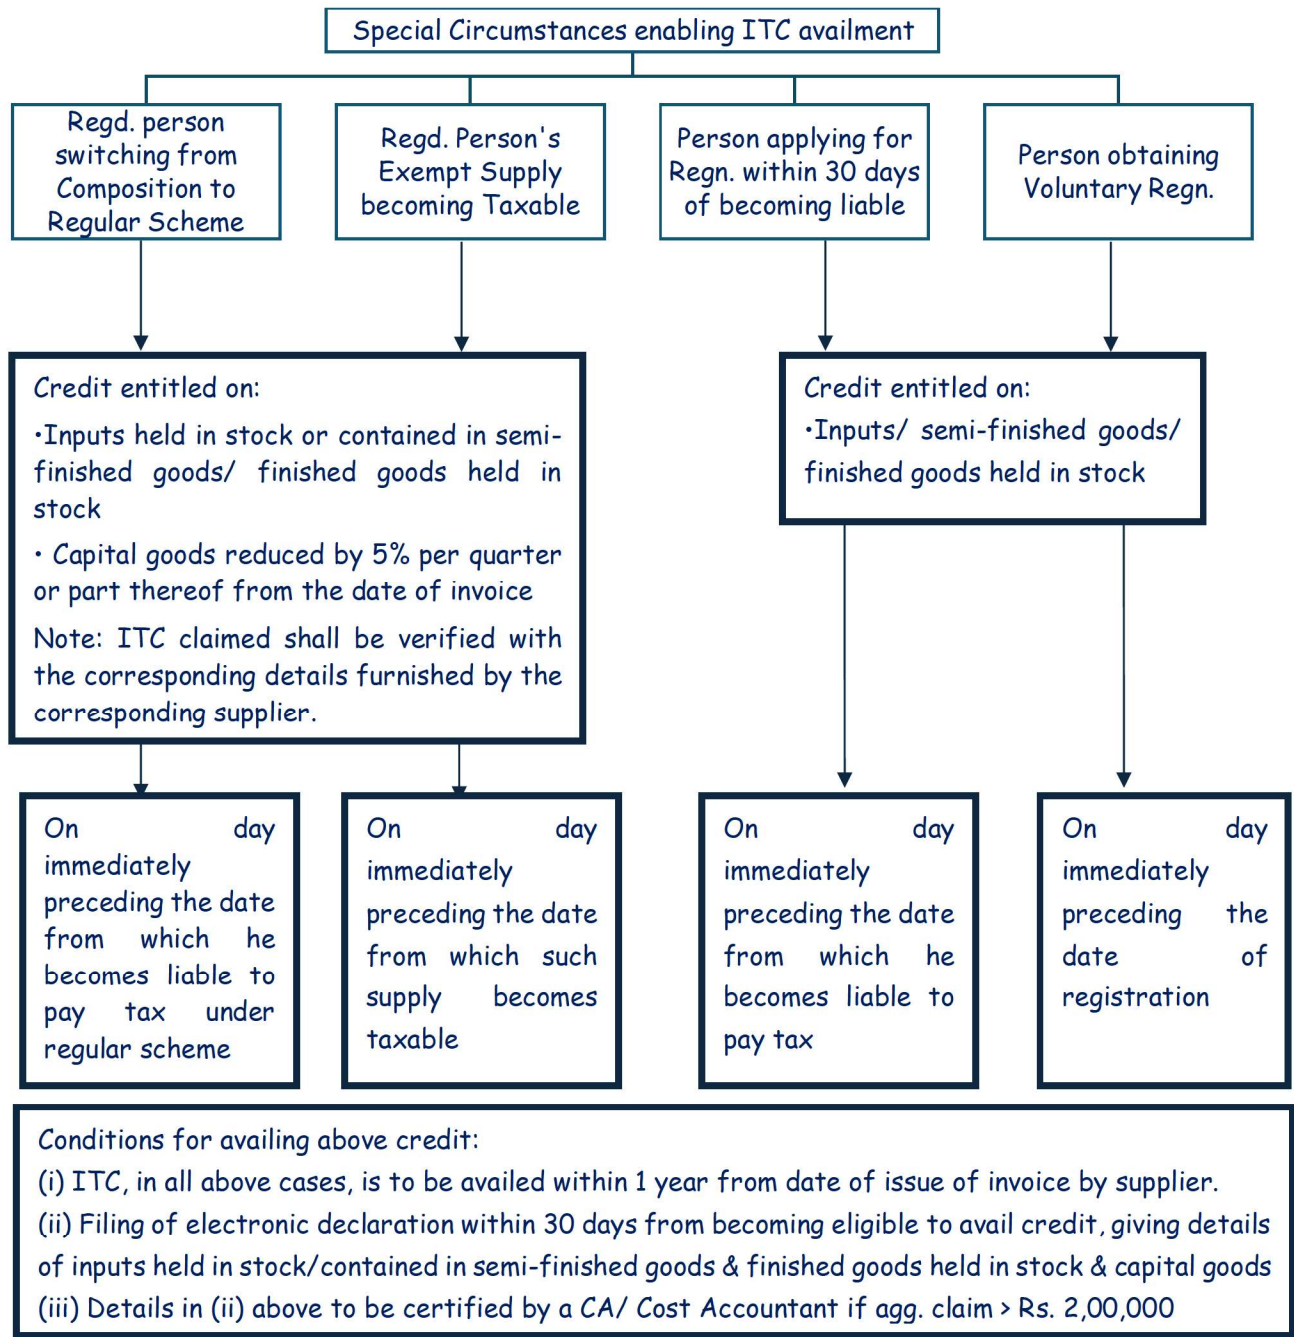 Special Circumstances enabling ITC availment
Regd. person
switching from
Composition to
Regular Scheme
Regd. Person's
Exempt Supply
becoming Taxable
Person applying for
Regn. within 30 days
of becoming liable
Person obtaining
Voluntary Regn.
Credit entitled on:
•Inputs held in stock or contained in semi-
finished goods/ finished goods held in
stock
• Capital goods reduced by 5% per quarter
or part thereof from the date of invoice
Note: ITC claimed shall be verified with
the corresponding details furnished by the
corresponding supplier.
Credit entitled on:
•Inputs/ semi-finished goods/
finished goods held in stock
On day
immediately
preceding the date
from which he
becomes liable to
pay tax under
regular scheme
On day
immediately
preceding the date
from which such
supply becomes
taxable
On day
immediately
preceding the date
from which he
becomes liable to
pay tax
On day
immediately
preceding the
date of
registration
Conditions for availing above credit:
(i) ITC, in all above cases, is to be availed within 1 year from date of issue of invoice by supplier.
(ii) Filing of electronic declaration within 30 days from becoming eligible to avail credit, giving details
of inputs held in stock/contained in semi-finished goods & finished goods held in stock & capital goods
(iii) Details in (ii) above to be certified by a CA/ Cost Accountant if agg. claim > Rs. 2,00,000